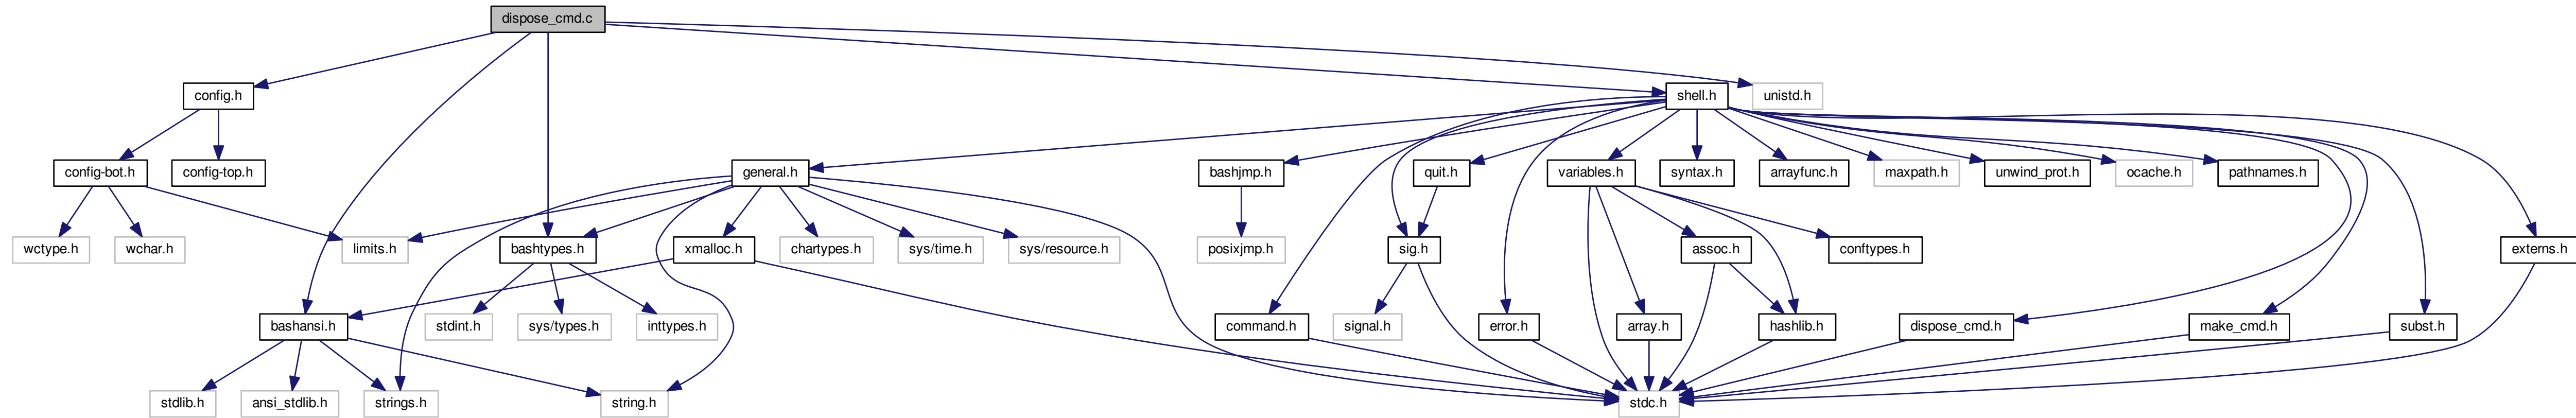 dispose_cmd.c
config.h
shell.h
unistd.h
config-bot.h
config-top.h
general.h
bashjmp.h
quit.h
variables.h
syntax.h
arrayfunc.h
maxpath.h
unwind_prot.h
ocache.h
pathnames.h
wctype.h
wchar.h
limits.h
bashtypes.h
xmalloc.h
chartypes.h
sys/time.h
sys/resource.h
posixjmp.h
sig.h
assoc.h
conftypes.h
externs.h
bashansi.h
stdint.h
sys/types.h
inttypes.h
command.h
signal.h
error.h
array.h
hashlib.h
dispose_cmd.h
make_cmd.h
subst.h
stdlib.h
ansi_stdlib.h
strings.h
string.h
stdc.h